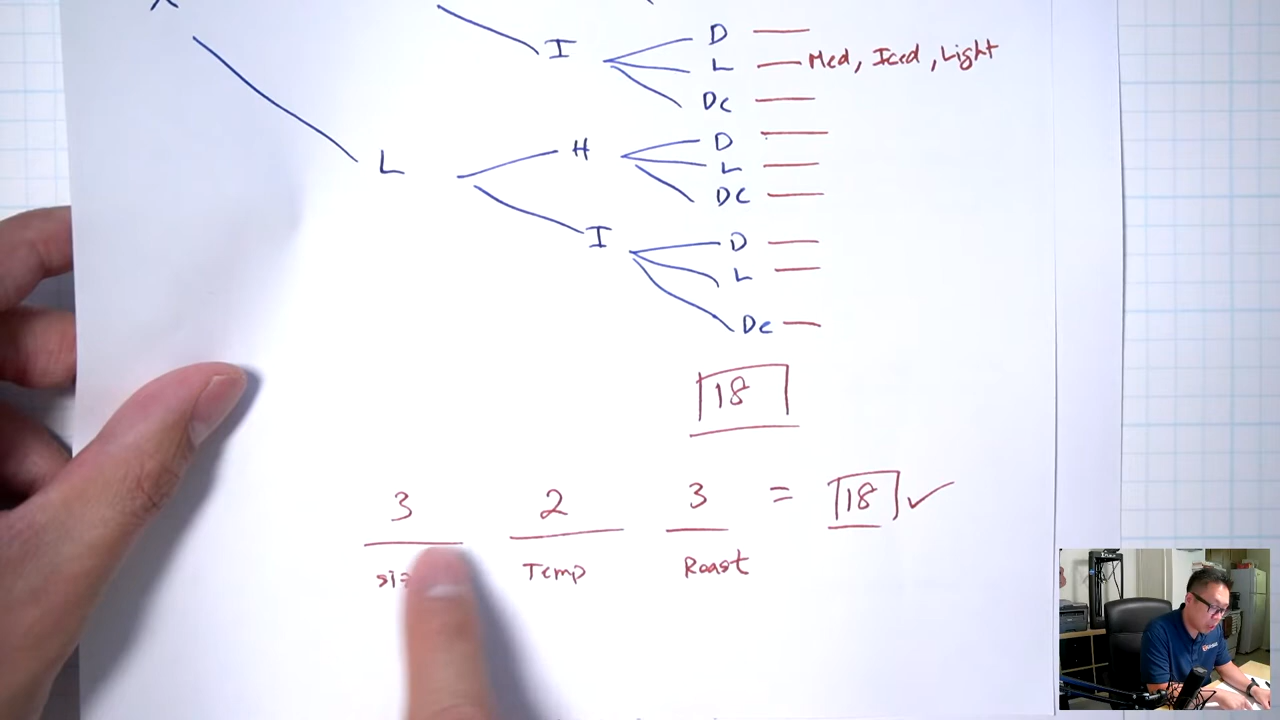 D
I
L Med, Iced, Light
Dc
H D
L L
DC
I D
L
Dc
18
3 2 3 = 18 ✓
Temp Roast